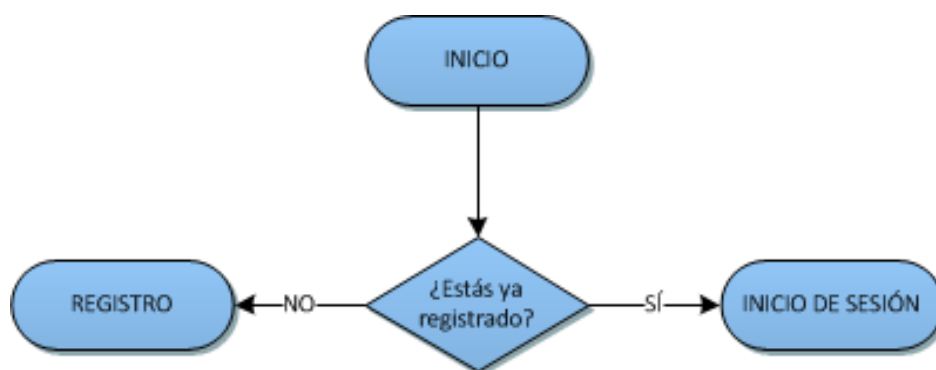 INICIO
REGISTRO
NO
¿Estás ya
registrado?
SÍ
INICIO DE SESIÓN